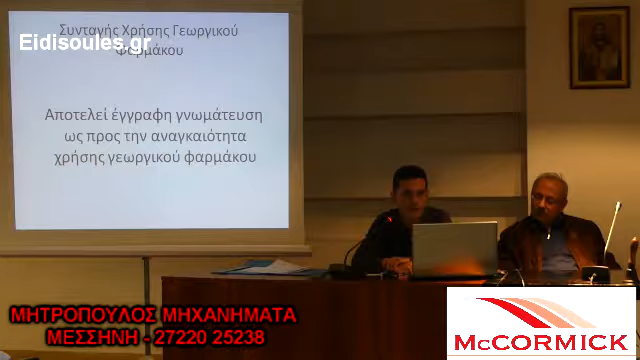 Συνταγής Χρήσης Γεωργικού
Φαρμάκου
Eidisoules.gr
Αποτελεί έγγραφη γνωμάτευση
ως προς την αναγκαιότητα
χρήσης γεωργικού φαρμάκου
ΜΗΤΡΟΠΟΥΛΟΣ ΜΗΧΑΝΗΜΑΤΑ
ΜΕΣΣΗΝΗ - 27220 25238
McCORMICK